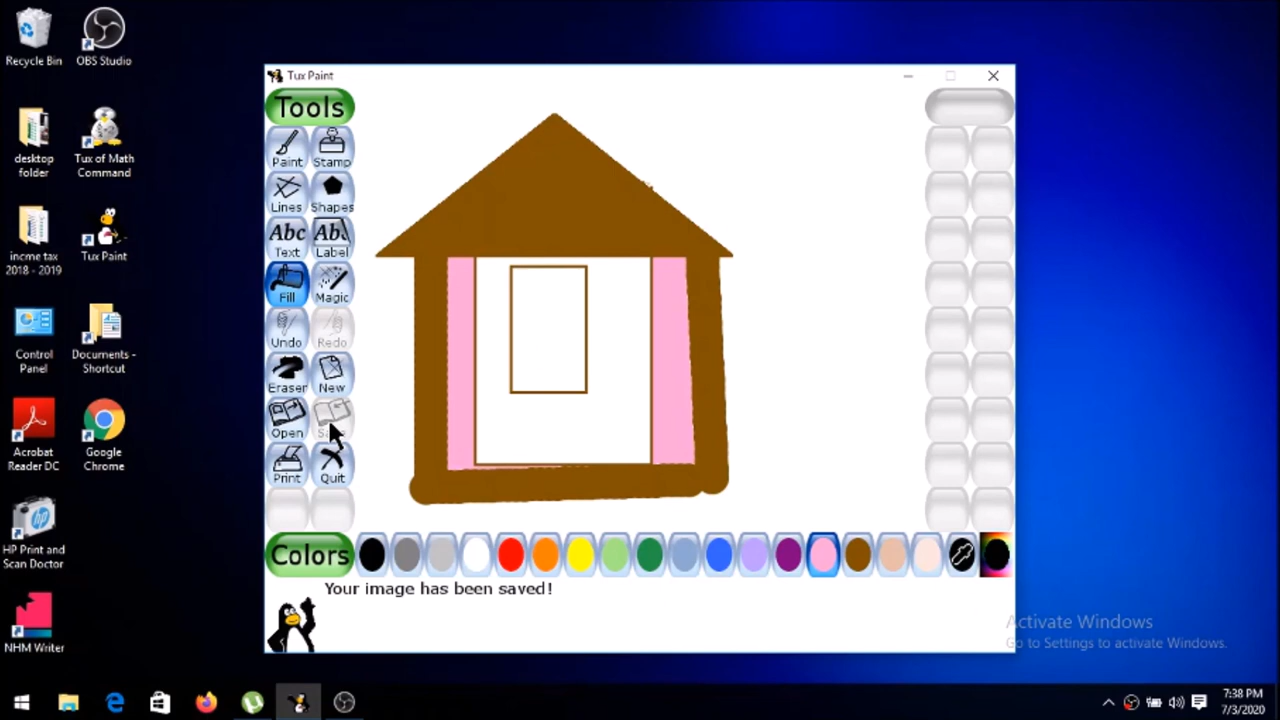 Recycle Bin
OBS Studio
desktop
folder
Tux of Math
Command
incme tax
2018 - 2019
Tux Paint
Control
Panel
Documents -
Shortcut
Acrobat
Reader DC
Google
Chrome
HP Print and
Scan Doctor
NHM Writer
Tux Paint
Tools
Paint
Stamp
Lines
Shapes
Abc
Text
Label
Fill
Magic
Undo
Redo
Eraser
New
Open
Print
Quit
Colors
Your image has been saved!
Activate Windows
Go to Settings to activate Windows.
7:38 PM
7/3/2020